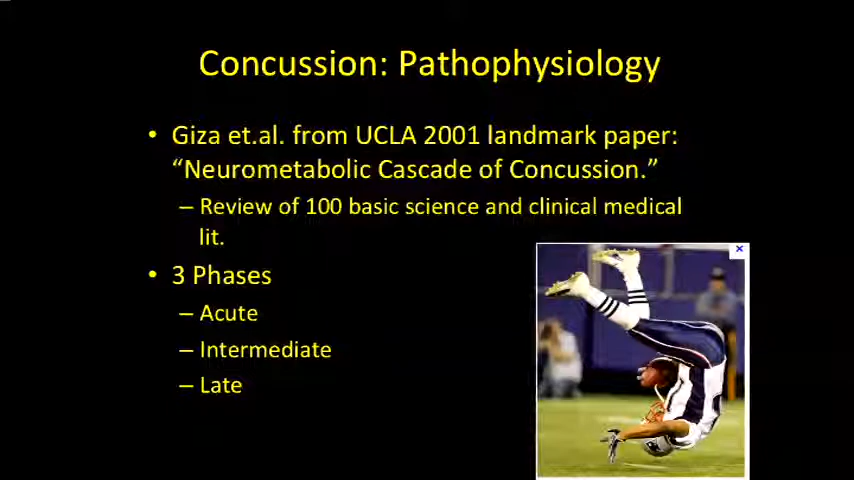 Concussion: Pathophysiology
• Giza et.al. from UCLA 2001 landmark paper:
“Neurometabolic Cascade of Concussion.”
– Review of 100 basic science and clinical medical
lit.
• 3 Phases
– Acute
– Intermediate
– Late